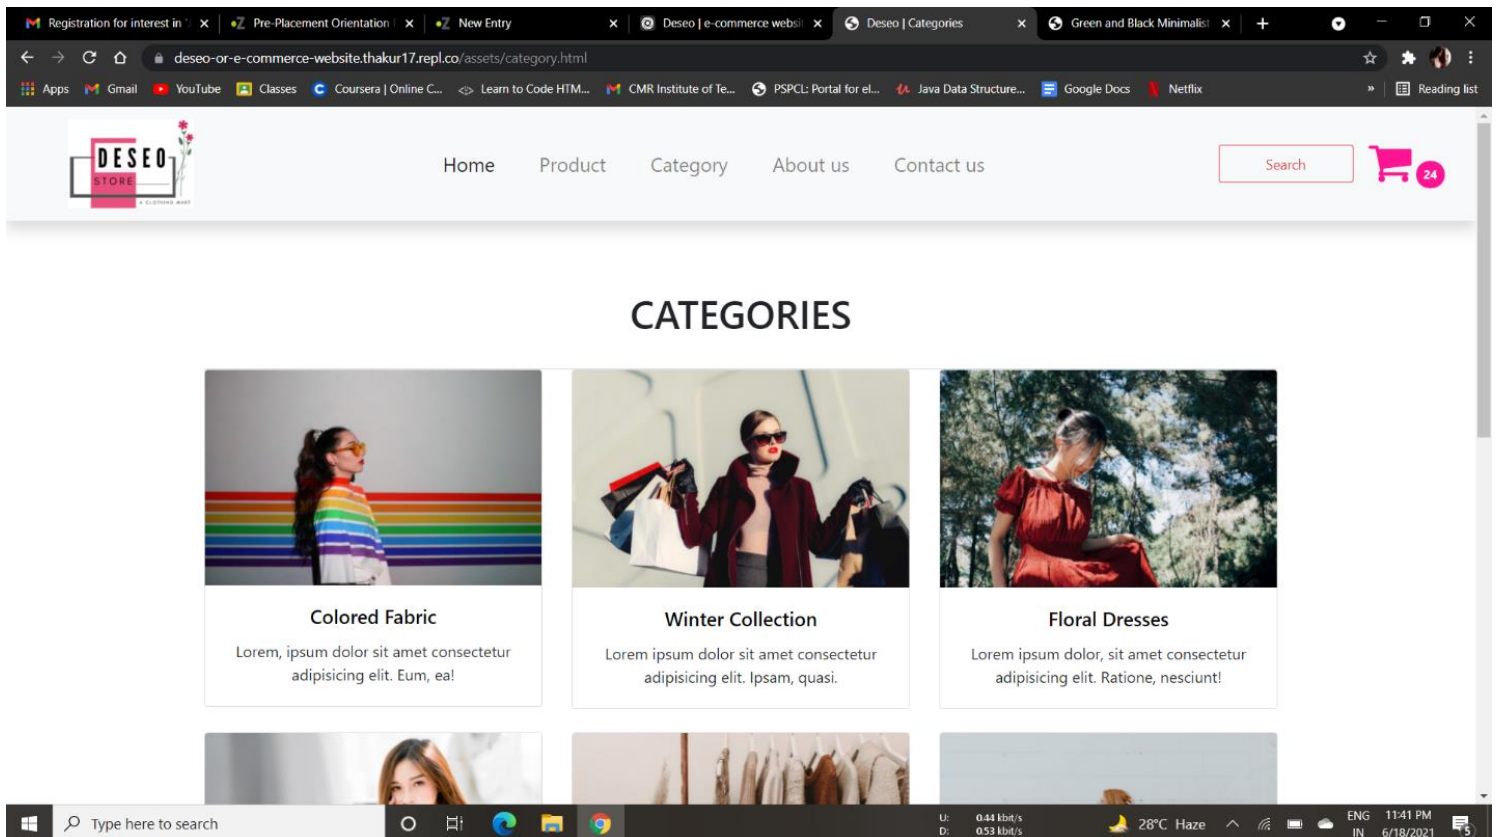 Registration for interest in '
Pre-Placement Orientation
New Entry
Deseo | e-commerce websi
Deseo | Categories
Green and Black Minimalist
deseo-or-e-commerce-website.thakur17.repl.co/assets/category.html
Apps Gmail YouTube Classes Coursera | Online C... Learn to Code HTM... CMR Institute of Te... PSPCL: Portal for el... Java Data Structure... Google Docs Netflix » Reading list
DESEO
STORE
A CLOTHING MART
Home Product Category About us Contact us
Search
24
CATEGORIES
Colored Fabric
Lorem, ipsum dolor sit amet consectetur
adipisicing elit. Eum, ea!
Winter Collection
Lorem ipsum dolor sit amet consectetur
adipisicing elit. Ipsam, quasi.
Floral Dresses
Lorem ipsum dolor, sit amet consectetur
adipisicing elit. Ratione, nesciunt!
Type here to search
U: 0.44 kbit/s
D: 0.53 kbit/s
28°C Haze
ENG
IN
11:41 PM
6/18/2021
5